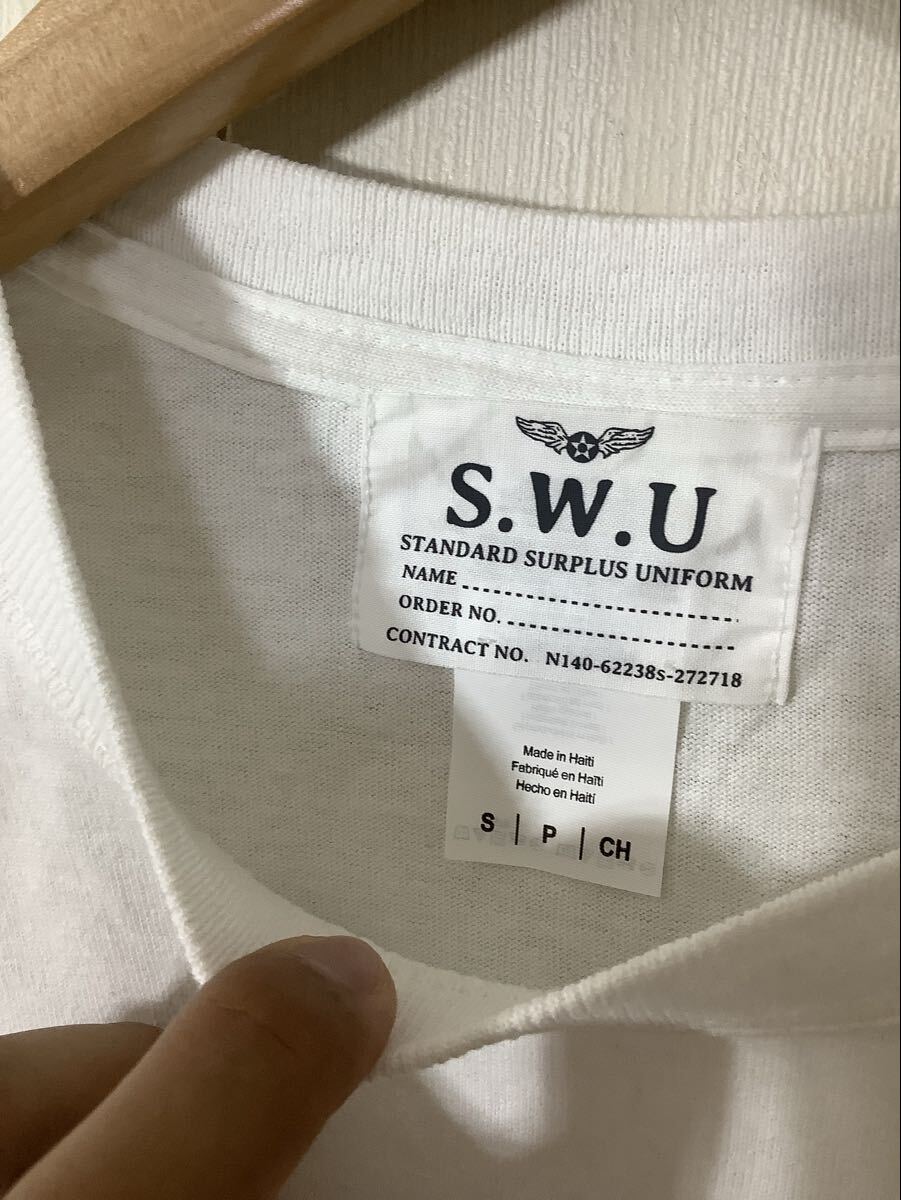 S.W.U
STANDARD SURPLUS UNIFORM
NAME
ORDER NO.
CONTRACT NO. N140-62238s-272718
Made in Haiti
Fabriqué en Haïti
Hecho en Haití
S | P | CH